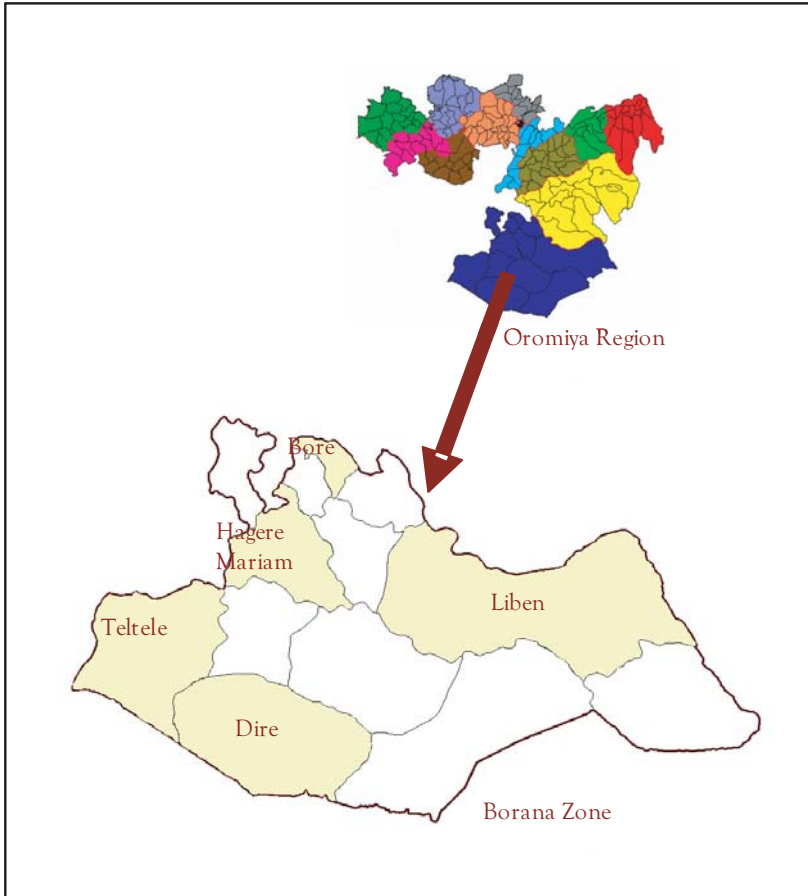 Oromiya Region
Bore
Hagere
Mariam
Liben
Teltele
Dire
Borana Zone